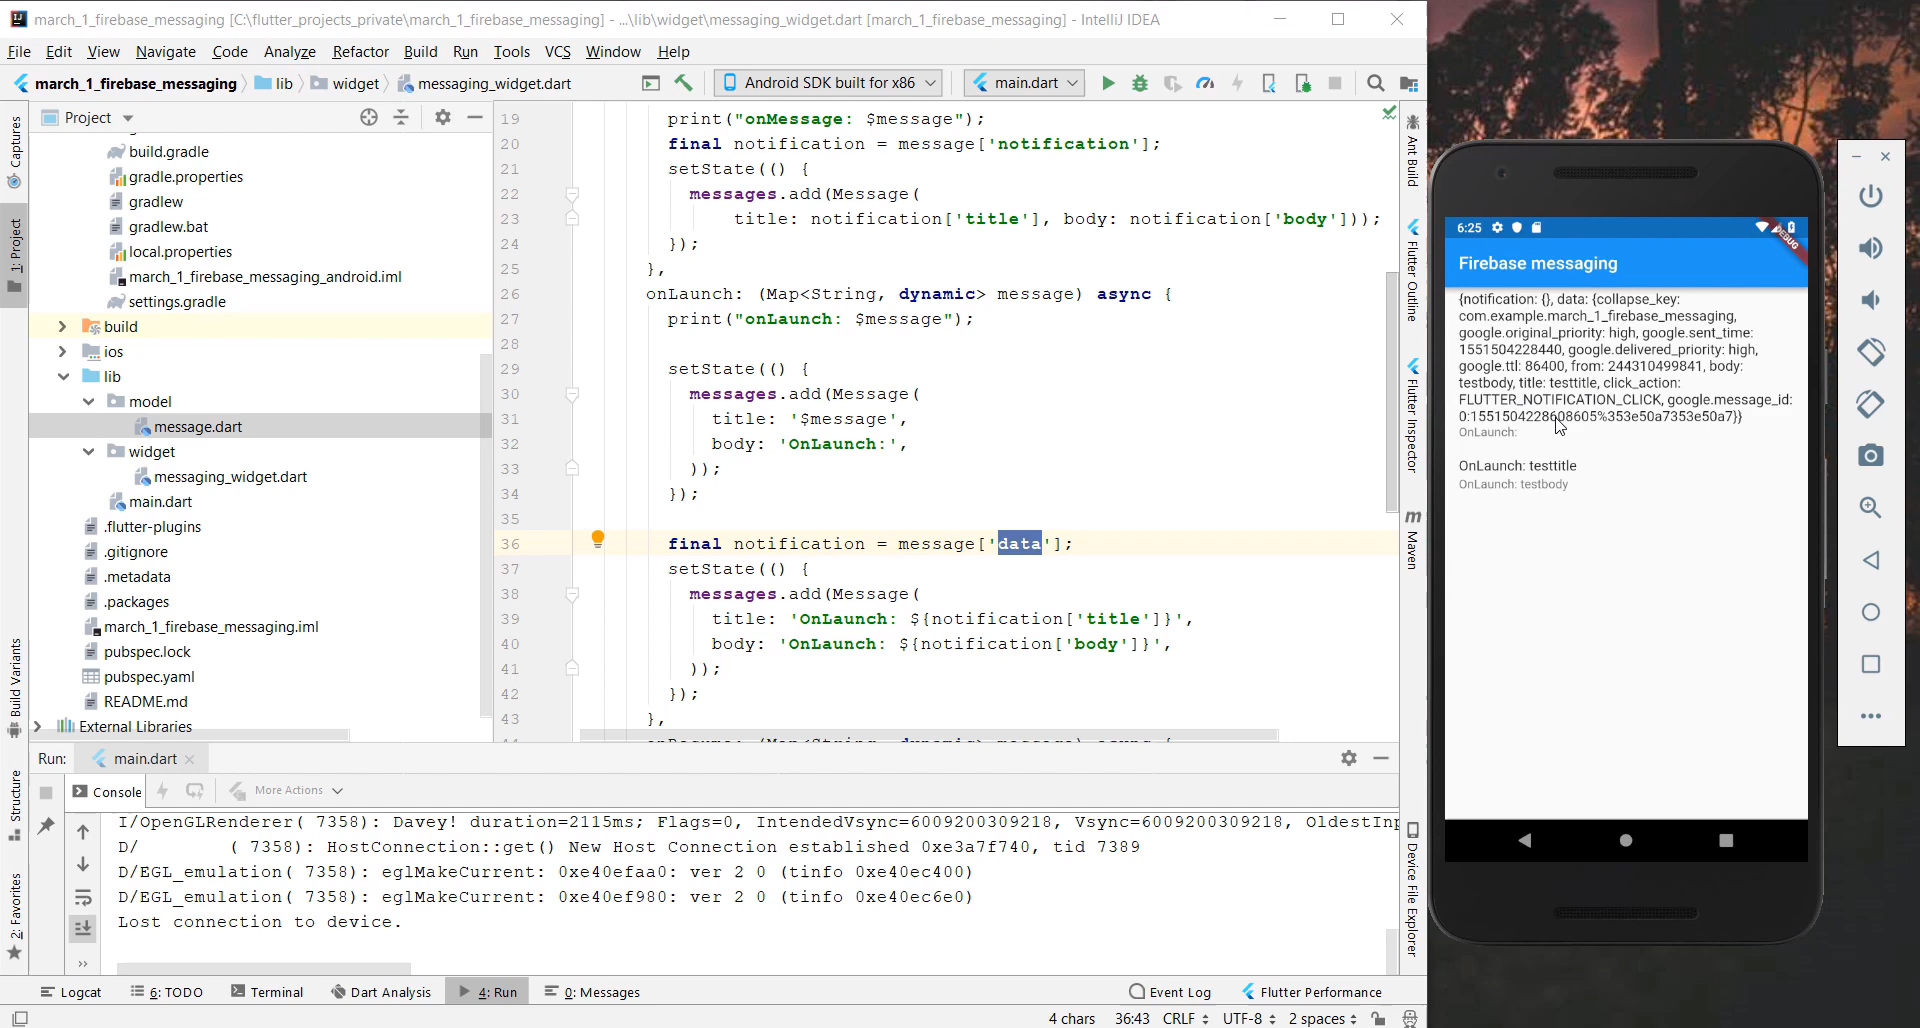 march_1_firebase_messaging [C:\flutter_projects_private\march_1_firebase_messaging] - ...\lib\widget\messaging_widget.dart [march_1_firebase_messaging] - IntelliJ IDEA
File Edit View Navigate Code Analyze Refactor Build Run Tools VCS Window Help
march_1_firebase_messaging lib widget messaging_widget.dart Android SDK built for x86 main.dart
Project
build.gradle
gradle.properties
gradlew
gradlew.bat
local.properties
march_1_firebase_messaging_android.iml
settings.gradle
build
ios
lib
model
message.dart
widget
messaging_widget.dart
main.dart
.flutter-plugins
.gitignore
.metadata
.packages
march_1_firebase_messaging.iml
pubspec.lock
pubspec.yaml
README.md
External Libraries
Captures
1: Project
Build Variants
Structure
2: Favorites
19 print("onMessage: $message");
20 final notification = message['notification'];
21 setState(() {
22 messages.add(Message(
23 title: notification['title'], body: notification['body']));
24 });
25 },
26 onLaunch: (Map<String, dynamic> message) async {
27 print("onLaunch: $message");
28
29 setState(() {
30 messages.add(Message(
31 title: '$message',
32 body: 'OnLaunch:',
33 ));
34 });
35
36 final notification = message['data'];
37 setState(() {
38 messages.add(Message(
39 title: 'OnLaunch: ${notification['title']}',
40 body: 'OnLaunch: ${notification['body']}',
41 ));
42 });
43 },
44 onResume: (Map<String, dynamic> message) async {
Ant Build
Flutter Outline
Flutter Inspector
m Maven
Device File Explorer
Run: main.dart
Console More Actions
I/OpenGLRenderer( 7358): Davey! duration=2115ms; Flags=0, IntendedVsync=6009200309218, Vsync=6009200309218, OldestInp
D/ ( 7358): HostConnection::get() New Host Connection established 0xe3a7f740, tid 7389
D/EGL_emulation( 7358): eglMakeCurrent: 0xe40efaa0: ver 2 0 (tinfo 0xe40ec400)
D/EGL_emulation( 7358): eglMakeCurrent: 0xe40ef980: ver 2 0 (tinfo 0xe40ec6e0)
Lost connection to device.
Logcat 6: TODO Terminal Dart Analysis 4: Run 0: Messages Event Log Flutter Performance
4 chars 36:43 CRLF UTF-8 2 spaces
6:25
DEBUG
Firebase messaging
{notification: {}, data: {collapse_key:
com.example.march_1_firebase_messaging,
google.original_priority: high, google.sent_time:
1551504228440, google.delivered_priority: high,
google.ttl: 86400, from: 244310499841, body:
testbody, title: testtitle, click_action:
FLUTTER_NOTIFICATION_CLICK, google.message_id:
0:1551504228608605%353e50a7353e50a7}}
OnLaunch:
OnLaunch: testtitle
OnLaunch: testbody